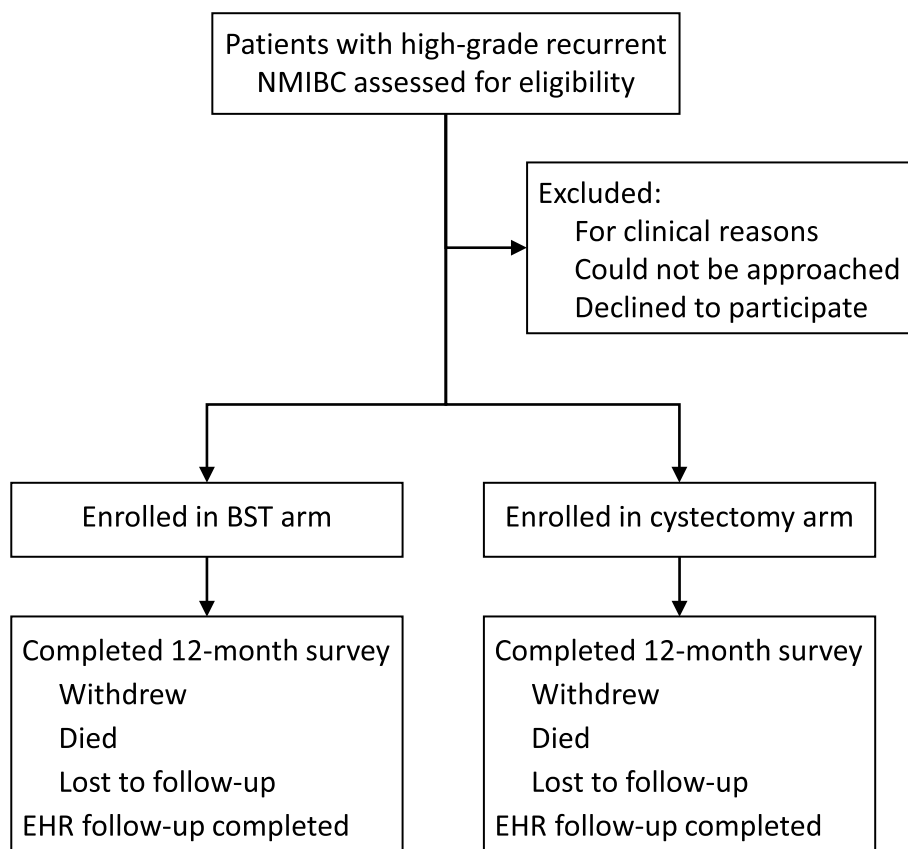 Patients with high-grade recurrent
NMIBC assessed for eligibility
Excluded:
For clinical reasons
Could not be approached
Declined to participate
Enrolled in BST arm
Enrolled in cystectomy arm
Completed 12-month survey
Withdrew
Died
Lost to follow-up
EHR follow-up completed
Completed 12-month survey
Withdrew
Died
Lost to follow-up
EHR follow-up completed